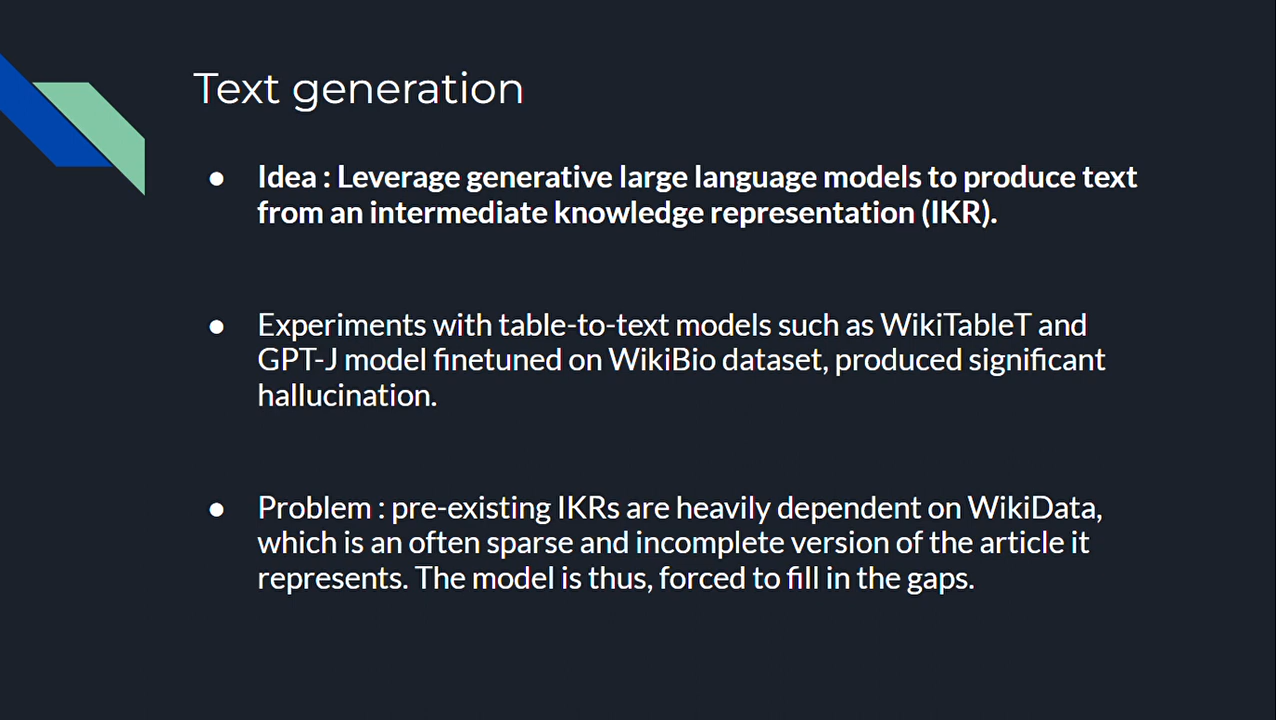 Text generation
● Idea : Leverage generative large language models to produce text
from an intermediate knowledge representation (IKR).
● Experiments with table-to-text models such as WikiTableT and
GPT-J model finetuned on WikiBio dataset, produced significant
hallucination.
● Problem : pre-existing IKRs are heavily dependent on WikiData,
which is an often sparse and incomplete version of the article it
represents. The model is thus, forced to fill in the gaps.